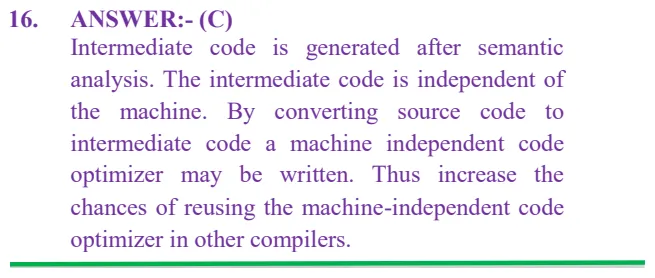 16. ANSWER:- (C)
Intermediate code is generated after semantic
analysis. The intermediate code is independent of
the machine. By converting source code to
intermediate code a machine independent code
optimizer may be written. Thus increase the
chances of reusing the machine-independent code
optimizer in other compilers.